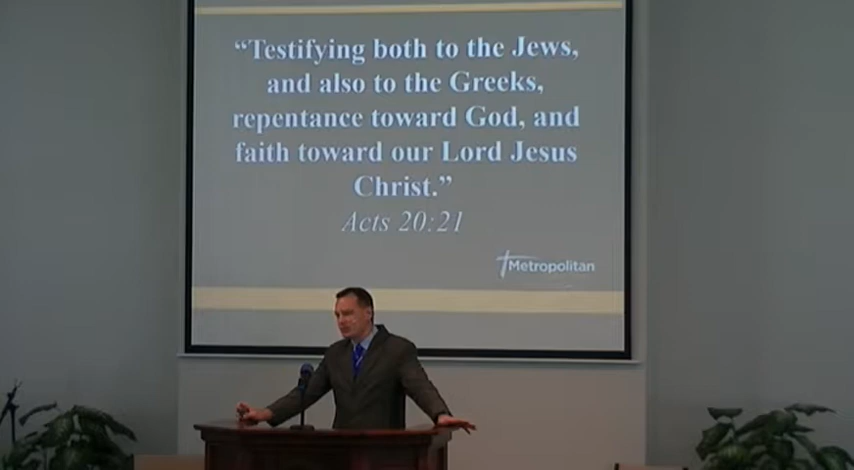 “Testifying both to the Jews,
and also to the Greeks,
repentance toward God, and
faith toward our Lord Jesus
Christ.”
Acts 20:21
Metropolitan